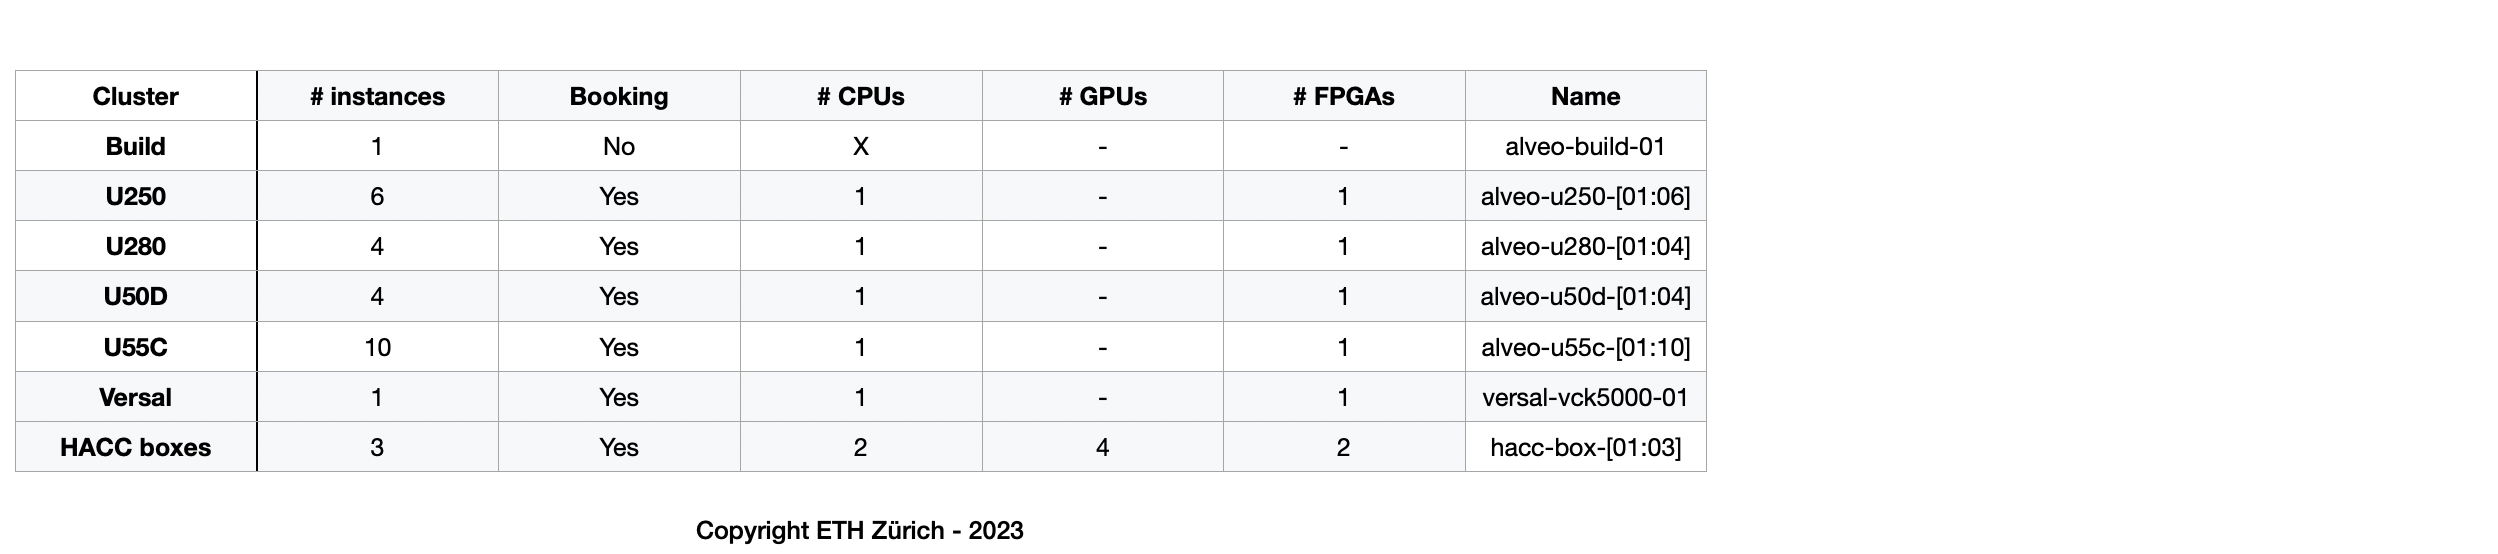 Cluster # instances Booking # CPUs # GPUs # FPGAs Name
Build 1 No X - - alveo-build-01
U250 6 Yes 1 - 1 alveo-u250-[01:06]
U280 4 Yes 1 - 1 alveo-u280-[01:04]
U50D 4 Yes 1 - 1 alveo-u50d-[01:04]
U55C 10 Yes 1 - 1 alveo-u55c-[01:10]
Versal 1 Yes 1 - 1 versal-vck5000-01
HACC boxes 3 Yes 2 4 2 hacc-box-[01:03]
Copyright ETH Zürich - 2023